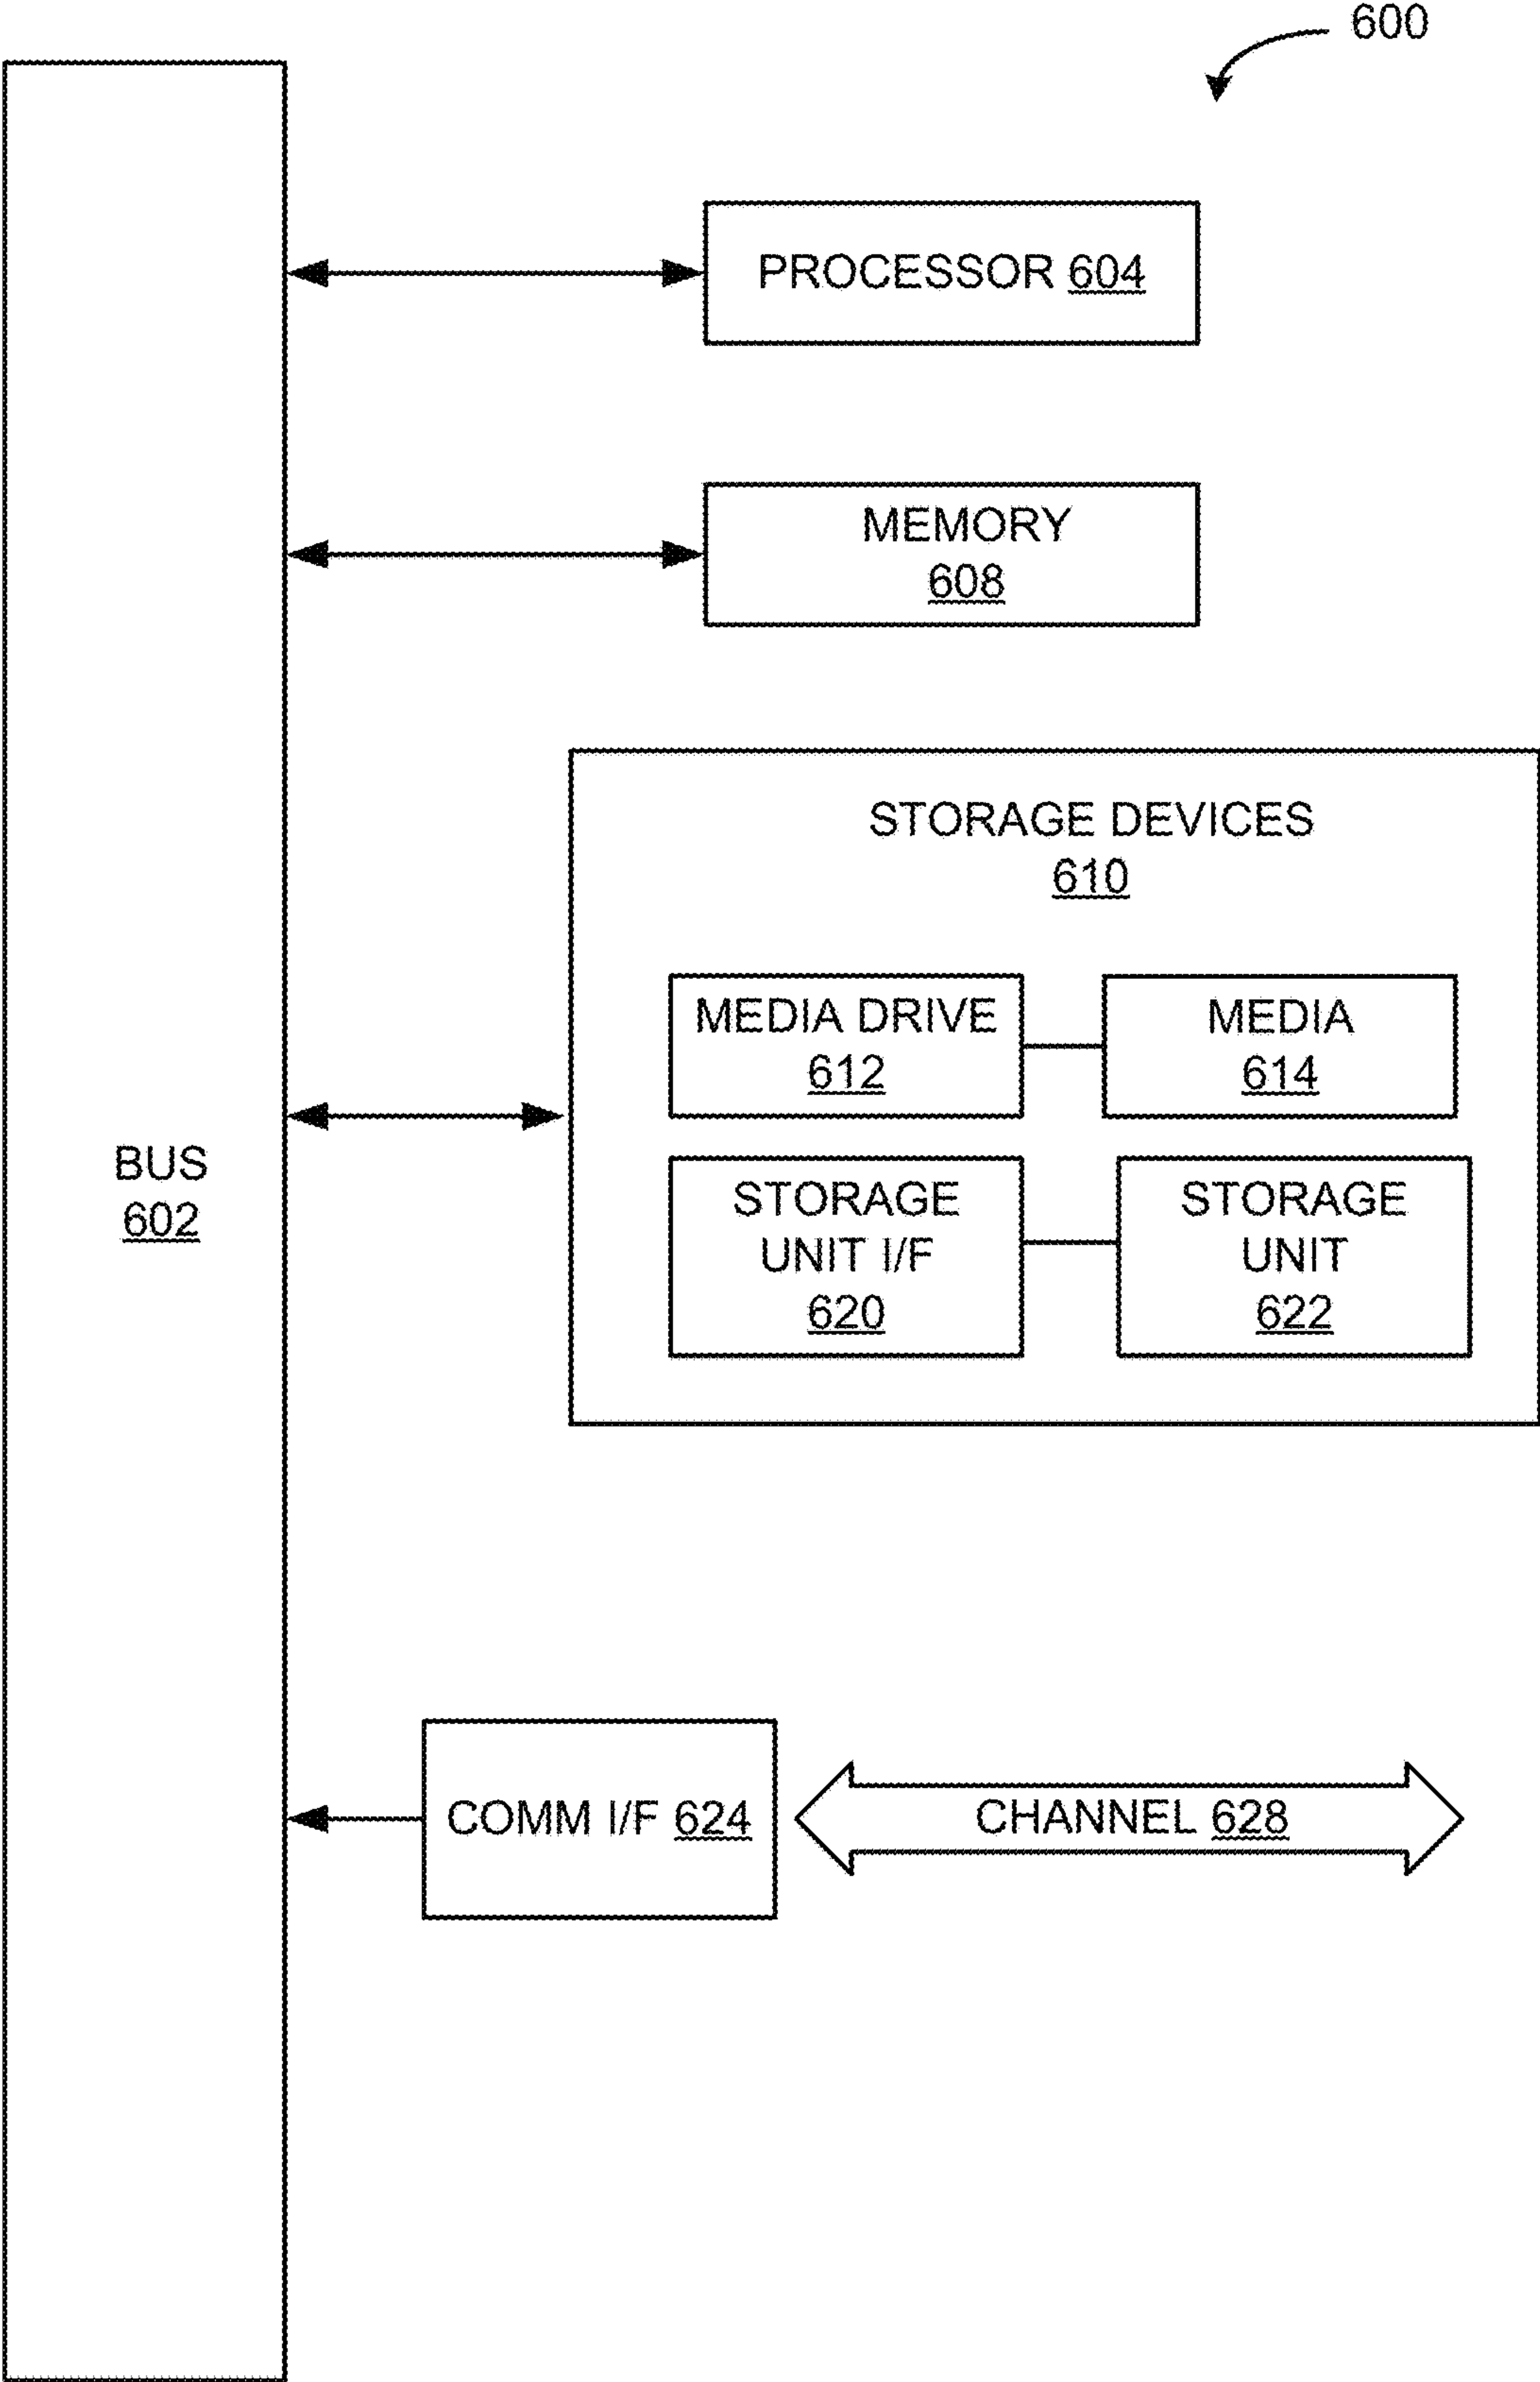 600
PROCESSOR 604
MEMORY
608
STORAGE DEVICES
610
MEDIA DRIVE
612
MEDIA
614
BUS
602
STORAGE
UNIT I/F
620
STORAGE
UNIT
622
COMM I/F 624
CHANNEL 628